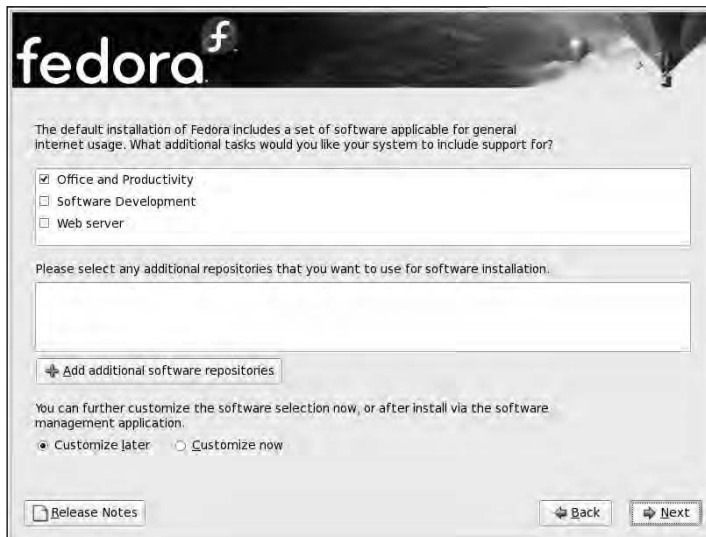 fedora f
The default installation of Fedora includes a set of software applicable for general
internet usage. What additional tasks would you like your system to include support for?
Office and Productivity
Software Development
Web server
Please select any additional repositories that you want to use for software installation.
Add additional software repositories
You can further customize the software selection now, or after install via the software
management application.
Customize later Customize now
Release Notes Back Next